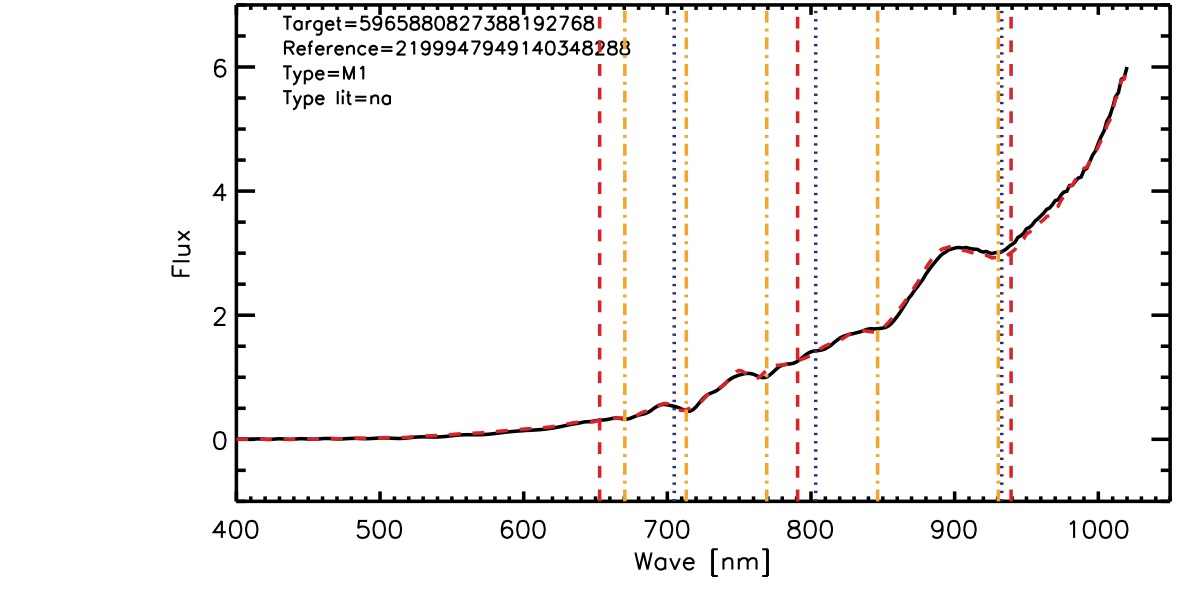 Target=5965880827388192768
Reference=2199947949140348288
Type=M1
Type lit=na
6
4
2
0
Flux
400 500 600 700 800 900 1000
Wave [nm]